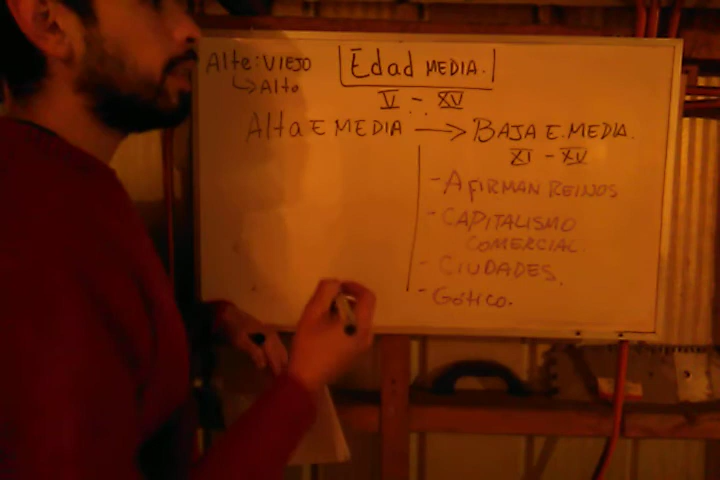 Alte: VIEJO
↳ Alto
Edad MEDIA.
V - XV
Alta E MEDIA → BAJA E. MEDIA.
XI - XV
- AFIRMAN REINOS
- CAPITALISMO
COMERCIAL.
- CIUDADES.
- Gótico.